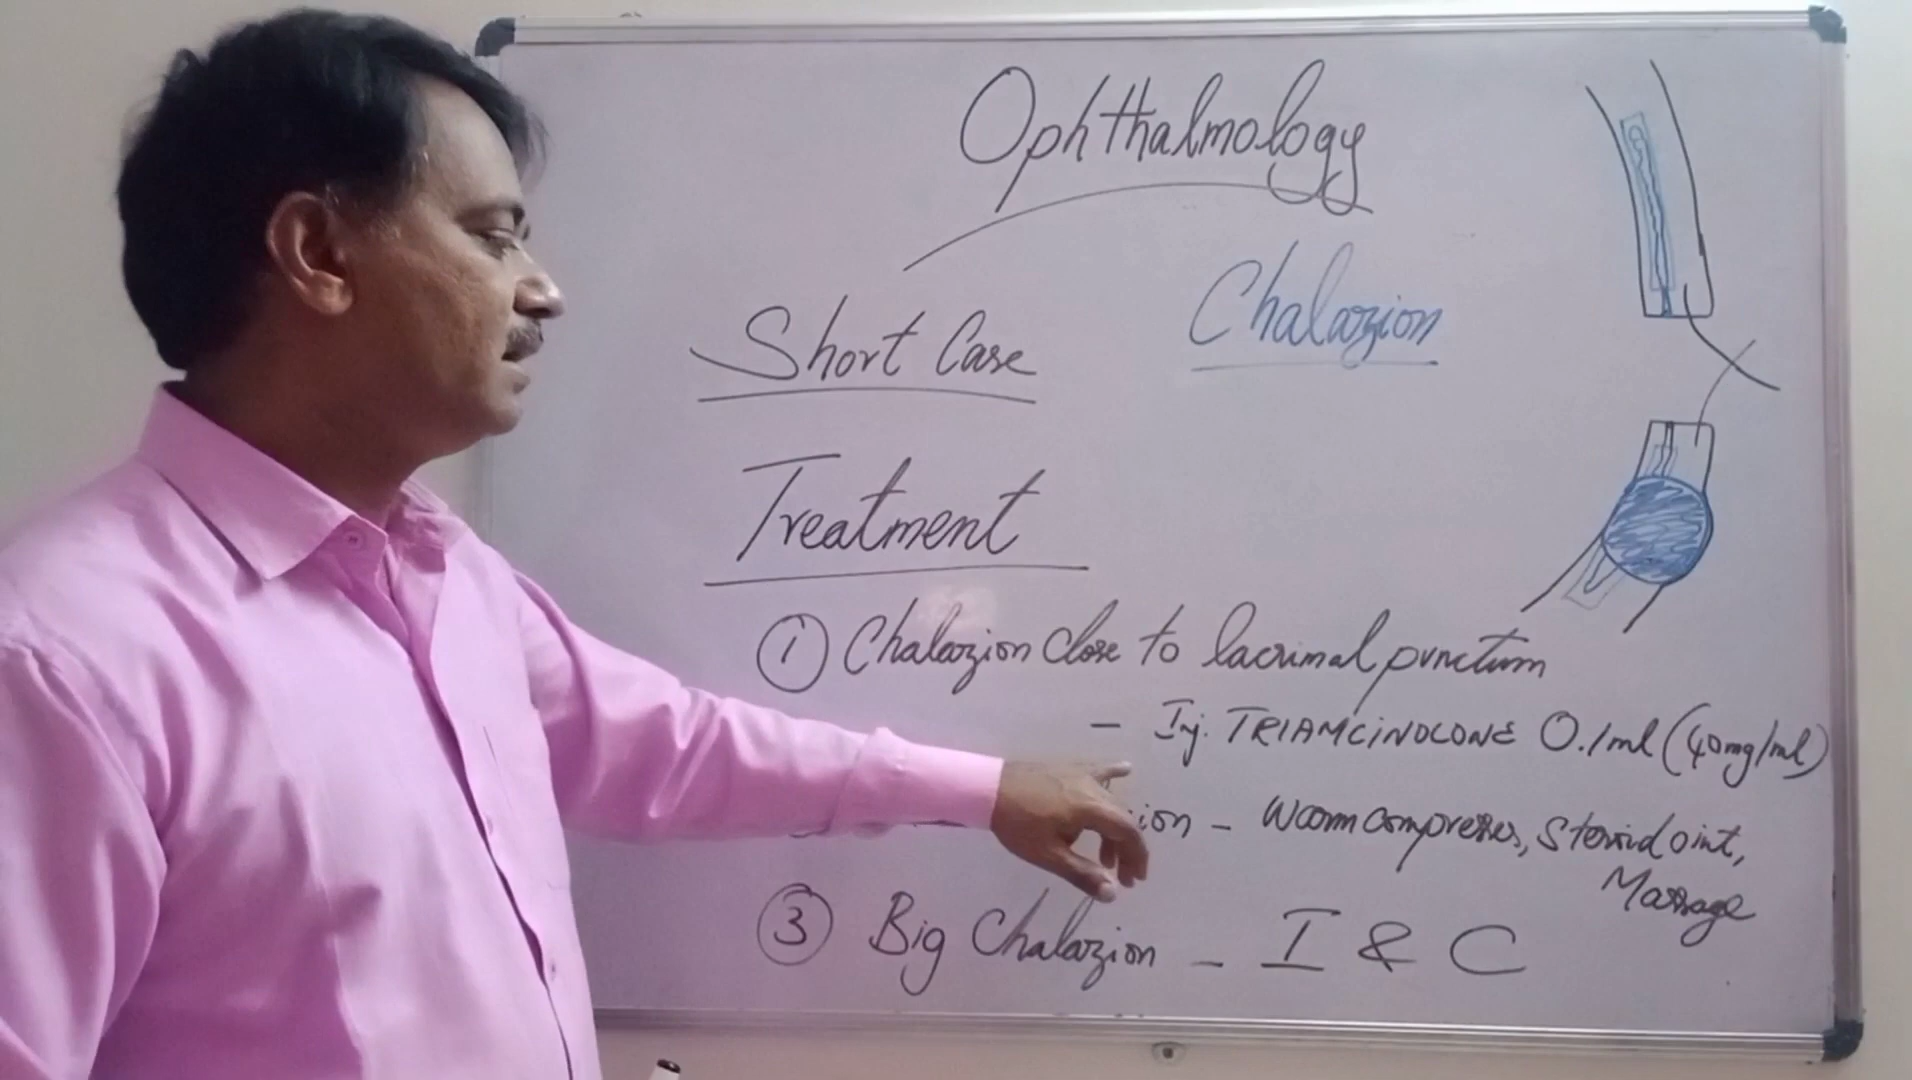 Ophthalmology
Chalazion
Short Case
Treatment
① Chalazion close to lacrimal punctum
- Inj. TRIAMCINOLONE 0.1ml (40mg/ml)
- Warm compresses, Steroid oint,
Massage
③ Big Chalazion - I & C